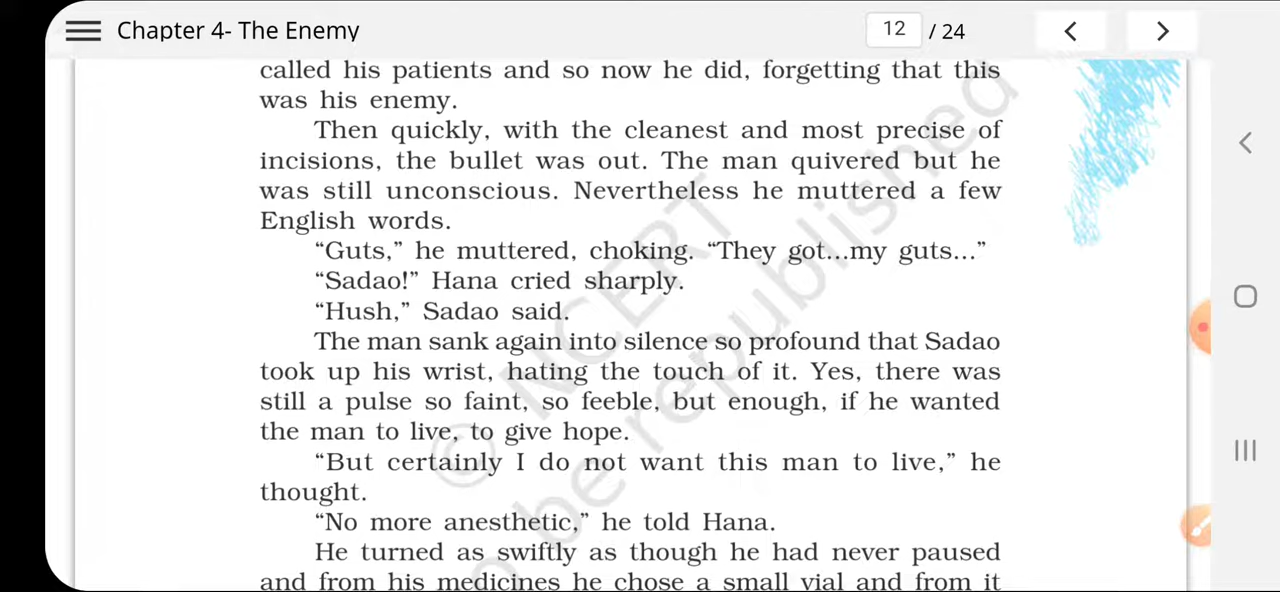 Chapter 4- The Enemy
12 / 24
called his patients and so now he did, forgetting that this
was his enemy.
Then quickly, with the cleanest and most precise of
incisions, the bullet was out. The man quivered but he
was still unconscious. Nevertheless he muttered a few
English words.
“Guts,” he muttered, choking. “They got...my guts...”
“Sadao!” Hana cried sharply.
“Hush,” Sadao said.
The man sank again into silence so profound that Sadao
took up his wrist, hating the touch of it. Yes, there was
still a pulse so faint, so feeble, but enough, if he wanted
the man to live, to give hope.
“But certainly I do not want this man to live,” he
thought.
“No more anesthetic,” he told Hana.
He turned as swiftly as though he had never paused
and from his medicines he chose a small vial and from it
© NCERT
be republished